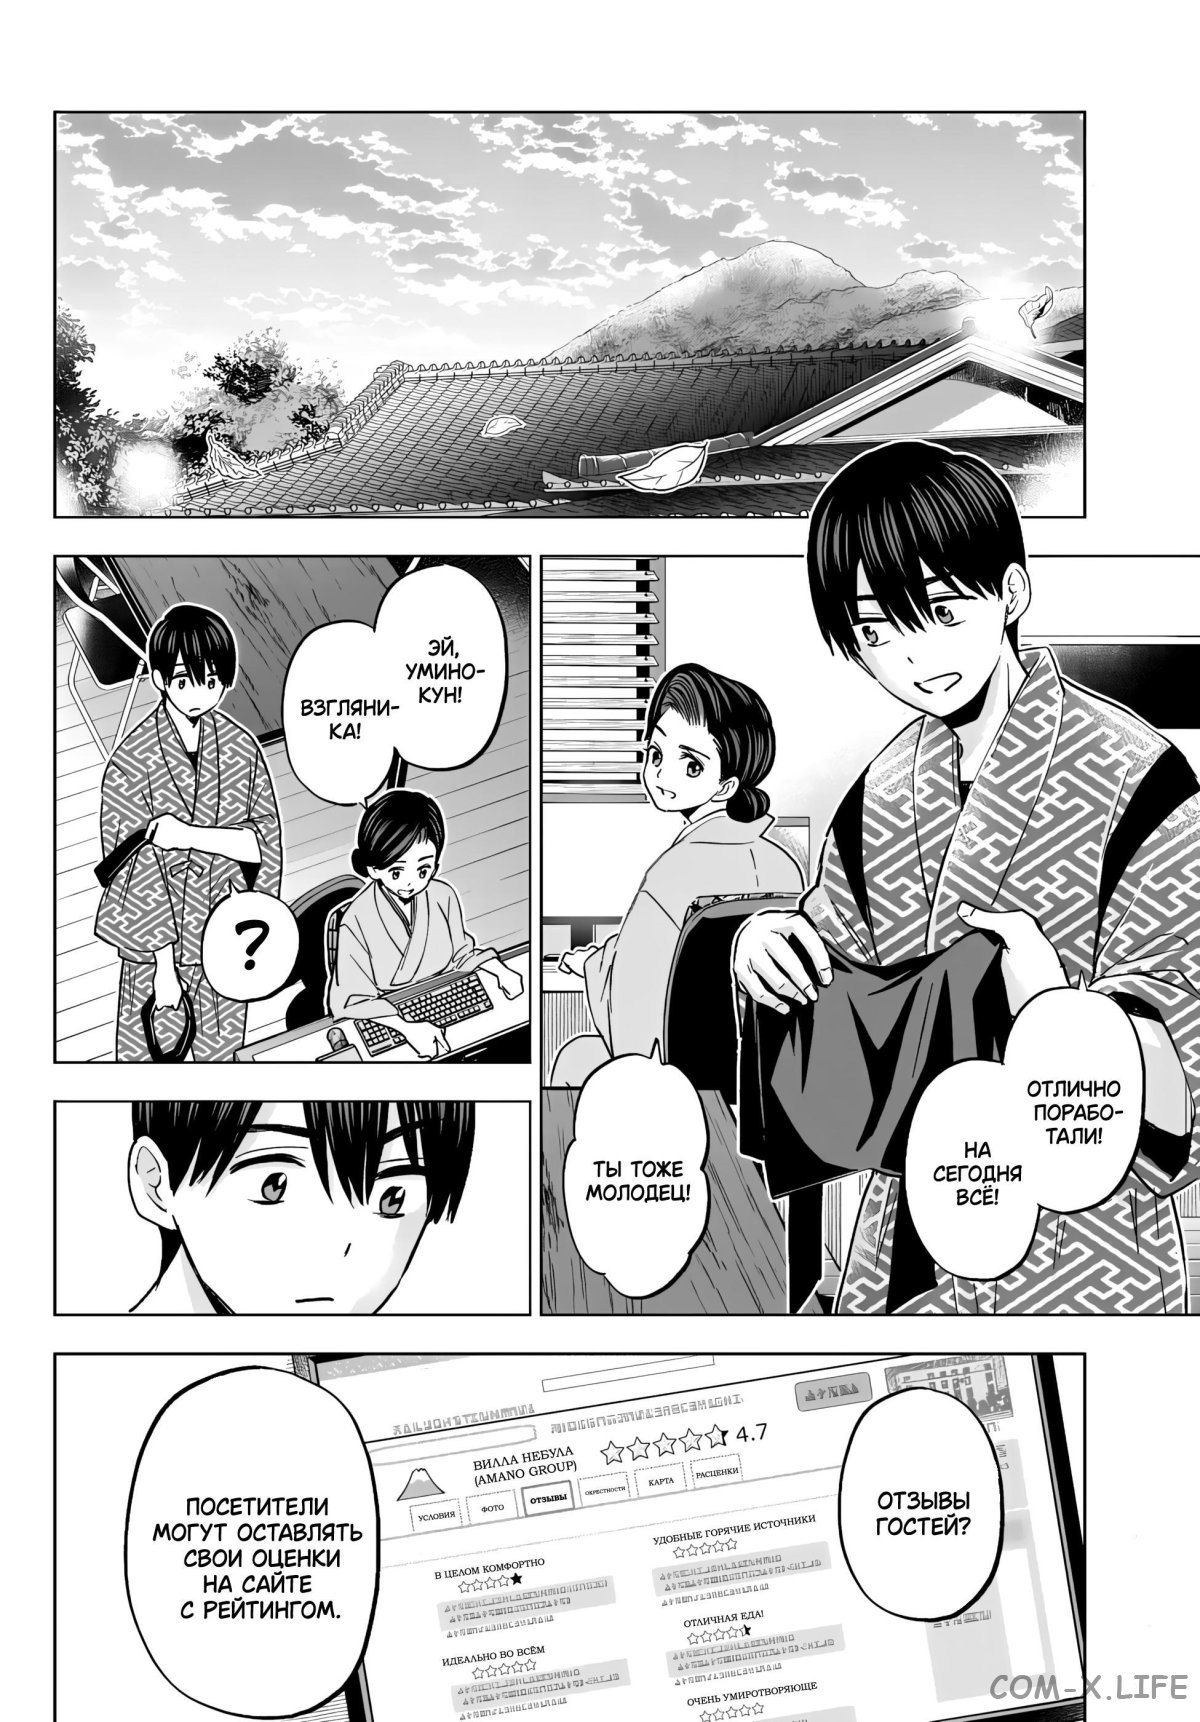 ОТЛИЧНО
ПОРАБО-
ТАЛИ!
НА
СЕГОДНЯ
ВСЁ!
ТЫ ТОЖЕ
МОЛОДЕЦ!
ЭЙ,
УМИНО-
КУН!
ВЗГЛЯНИ-
КА!
?
ОТЗЫВЫ
ГОСТЕЙ?
ПОСЕТИТЕЛИ
МОГУТ ОСТАВЛЯТЬ
СВОИ ОЦЕНКИ
НА САЙТЕ
С РЕЙТИНГОМ.
ВИЛЛА НЕБУЛА
(AMANO GROUP)
4.7
УСЛОВИЯ
ФОТО
ОТЗЫВЫ
ОКРЕСТНОСТИ
КАРТА
РАСЦЕНКИ
В ЦЕЛОМ КОМФОРТНО
ИДЕАЛЬНО ВО ВСЁМ
УДОБНЫЕ ГОРЯЧИЕ ИСТОЧНИКИ
ОТЛИЧНАЯ ЕДА!
ОЧЕНЬ УМИРОТВОРЯЮЩЕ
COM-X.LIFE